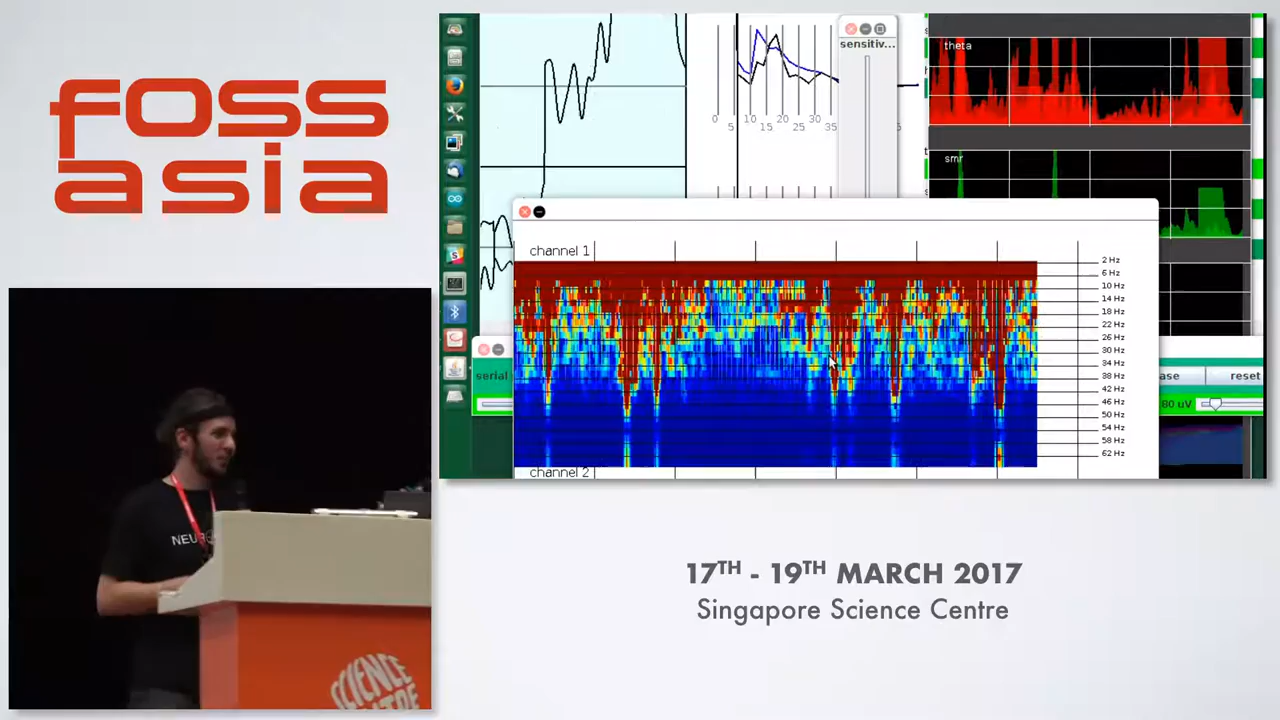 foss
asia
sensitiv...
0 10 20 30
5 15 25 35
theta
smr
channel 1
2 Hz
6 Hz
10 Hz
14 Hz
18 Hz
22 Hz
26 Hz
30 Hz
34 Hz
38 Hz
42 Hz
46 Hz
50 Hz
54 Hz
58 Hz
62 Hz
channel 2
serial
ase
reset
80 uV
NEU
SCIENCE
17TH - 19TH MARCH 2017
Singapore Science Centre